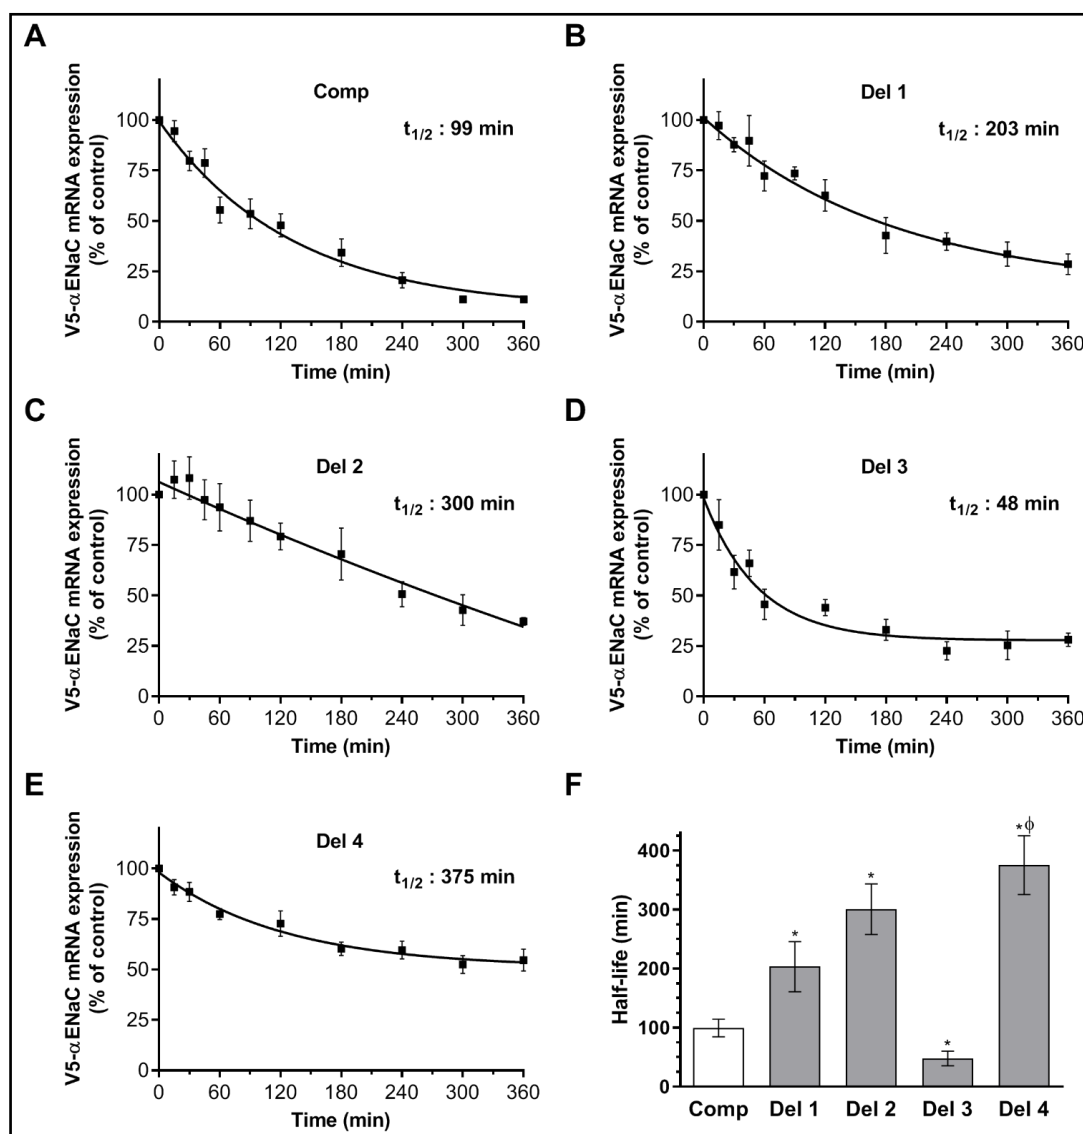 A
Comp
t1/2 : 99 min
V5-αENaC mRNA expression
(% of control)
100
75
50
25
0
0 60 120 180 240 300 360
Time (min)
B
Del 1
t1/2 : 203 min
V5-αENaC mRNA expression
(% of control)
100
75
50
25
0
0 60 120 180 240 300 360
Time (min)
C
Del 2
t1/2 : 300 min
V5-αENaC mRNA expression
(% of control)
100
75
50
25
0
0 60 120 180 240 300 360
Time (min)
D
Del 3
t1/2 : 48 min
V5-αENaC mRNA expression
(% of control)
100
75
50
25
0
0 60 120 180 240 300 360
Time (min)
E
Del 4
t1/2 : 375 min
V5-αENaC mRNA expression
(% of control)
100
75
50
25
0
0 60 120 180 240 300 360
Time (min)
F
Half-life (min)
400
300
200
100
0
* * * *ϕ
Comp Del 1 Del 2 Del 3 Del 4